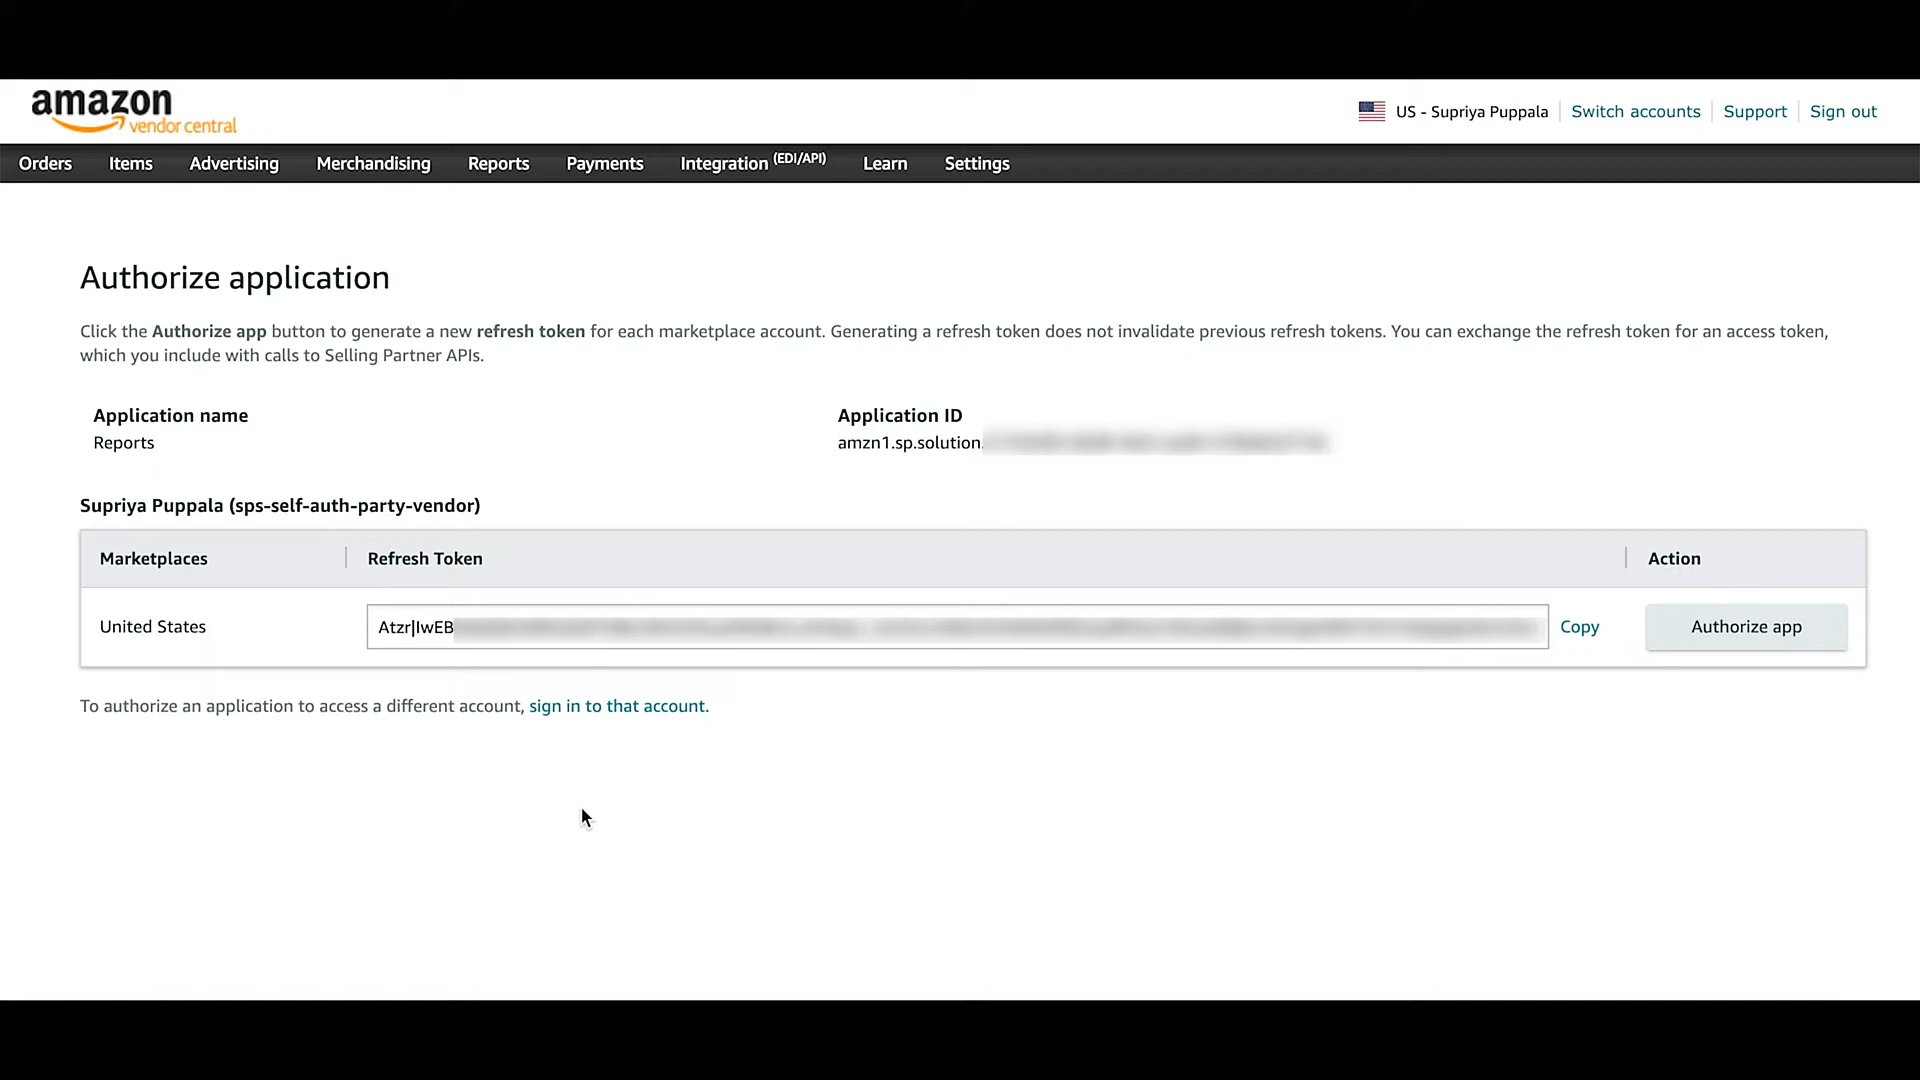 amazon
vendor central
US - Supriya Puppala
Switch accounts
Support
Sign out
Orders
Items
Advertising
Merchandising
Reports
Payments
Integration (EDI/API)
Learn
Settings
Authorize application
Click the Authorize app button to generate a new refresh token for each marketplace account. Generating a refresh token does not invalidate previous refresh tokens. You can exchange the refresh token for an access token,
which you include with calls to Selling Partner APIs.
Application name
Reports
Application ID
amzn1.sp.solution.
Supriya Puppala (sps-self-auth-party-vendor)
Marketplaces
Refresh Token
Action
United States
Atzr|IwEB
Copy
Authorize app
To authorize an application to access a different account, sign in to that account.